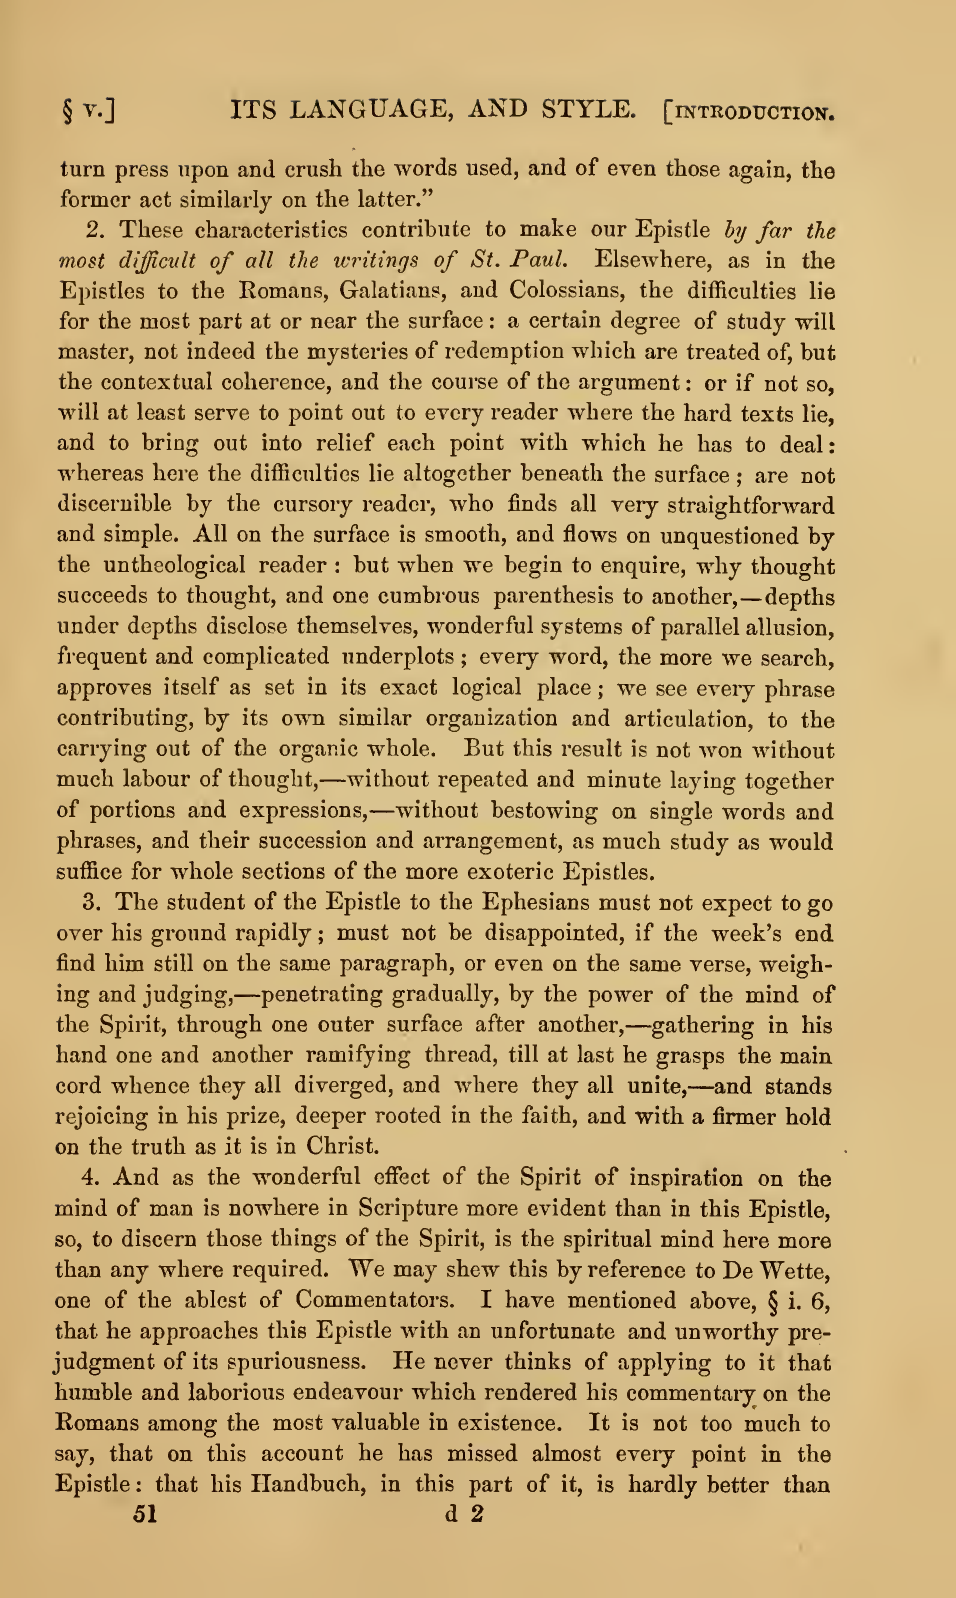 § v.] ITS LANGUAGE, AND STYLE. [INTRODUCTION.
turn press upon and crush the words used, and of even those again, the
former act similarly on the latter.”
2. These characteristics contribute to make our Epistle by far the
most difficult of all the writings of St. Paul. Elsewhere, as in the
Epistles to the Romans, Galatians, and Colossians, the difficulties lie
for the most part at or near the surface : a certain degree of study will
master, not indeed the mysteries of redemption which are treated of, but
the contextual coherence, and the course of the argument : or if not so,
will at least serve to point out to every reader where the hard texts lie,
and to bring out into relief each point with which he has to deal :
whereas here the difficulties lie altogether beneath the surface ; are not
discernible by the cursory reader, who finds all very straightforward
and simple. All on the surface is smooth, and flows on unquestioned by
the untheological reader : but when we begin to enquire, why thought
succeeds to thought, and one cumbrous parenthesis to another,—depths
under depths disclose themselves, wonderful systems of parallel allusion,
frequent and complicated underplots ; every word, the more we search,
approves itself as set in its exact logical place ; we see every phrase
contributing, by its own similar organization and articulation, to the
carrying out of the organic whole. But this result is not won without
much labour of thought,—without repeated and minute laying together
of portions and expressions,—without bestowing on single words and
phrases, and their succession and arrangement, as much study as would
suffice for whole sections of the more exoteric Epistles.
3. The student of the Epistle to the Ephesians must not expect to go
over his ground rapidly ; must not be disappointed, if the week’s end
find him still on the same paragraph, or even on the same verse, weigh-
ing and judging,—penetrating gradually, by the power of the mind of
the Spirit, through one outer surface after another,—gathering in his
hand one and another ramifying thread, till at last he grasps the main
cord whence they all diverged, and where they all unite,—and stands
rejoicing in his prize, deeper rooted in the faith, and with a firmer hold
on the truth as it is in Christ.
4. And as the wonderful effect of the Spirit of inspiration on the
mind of man is nowhere in Scripture more evident than in this Epistle,
so, to discern those things of the Spirit, is the spiritual mind here more
than any where required. We may shew this by reference to De Wette,
one of the ablest of Commentators. I have mentioned above, § i. 6,
that he approaches this Epistle with an unfortunate and unworthy pre-
judgment of its spuriousness. He never thinks of applying to it that
humble and laborious endeavour which rendered his commentary on the
Romans among the most valuable in existence. It is not too much to
say, that on this account he has missed almost every point in the
Epistle : that his Handbuch, in this part of it, is hardly better than
51 d 2